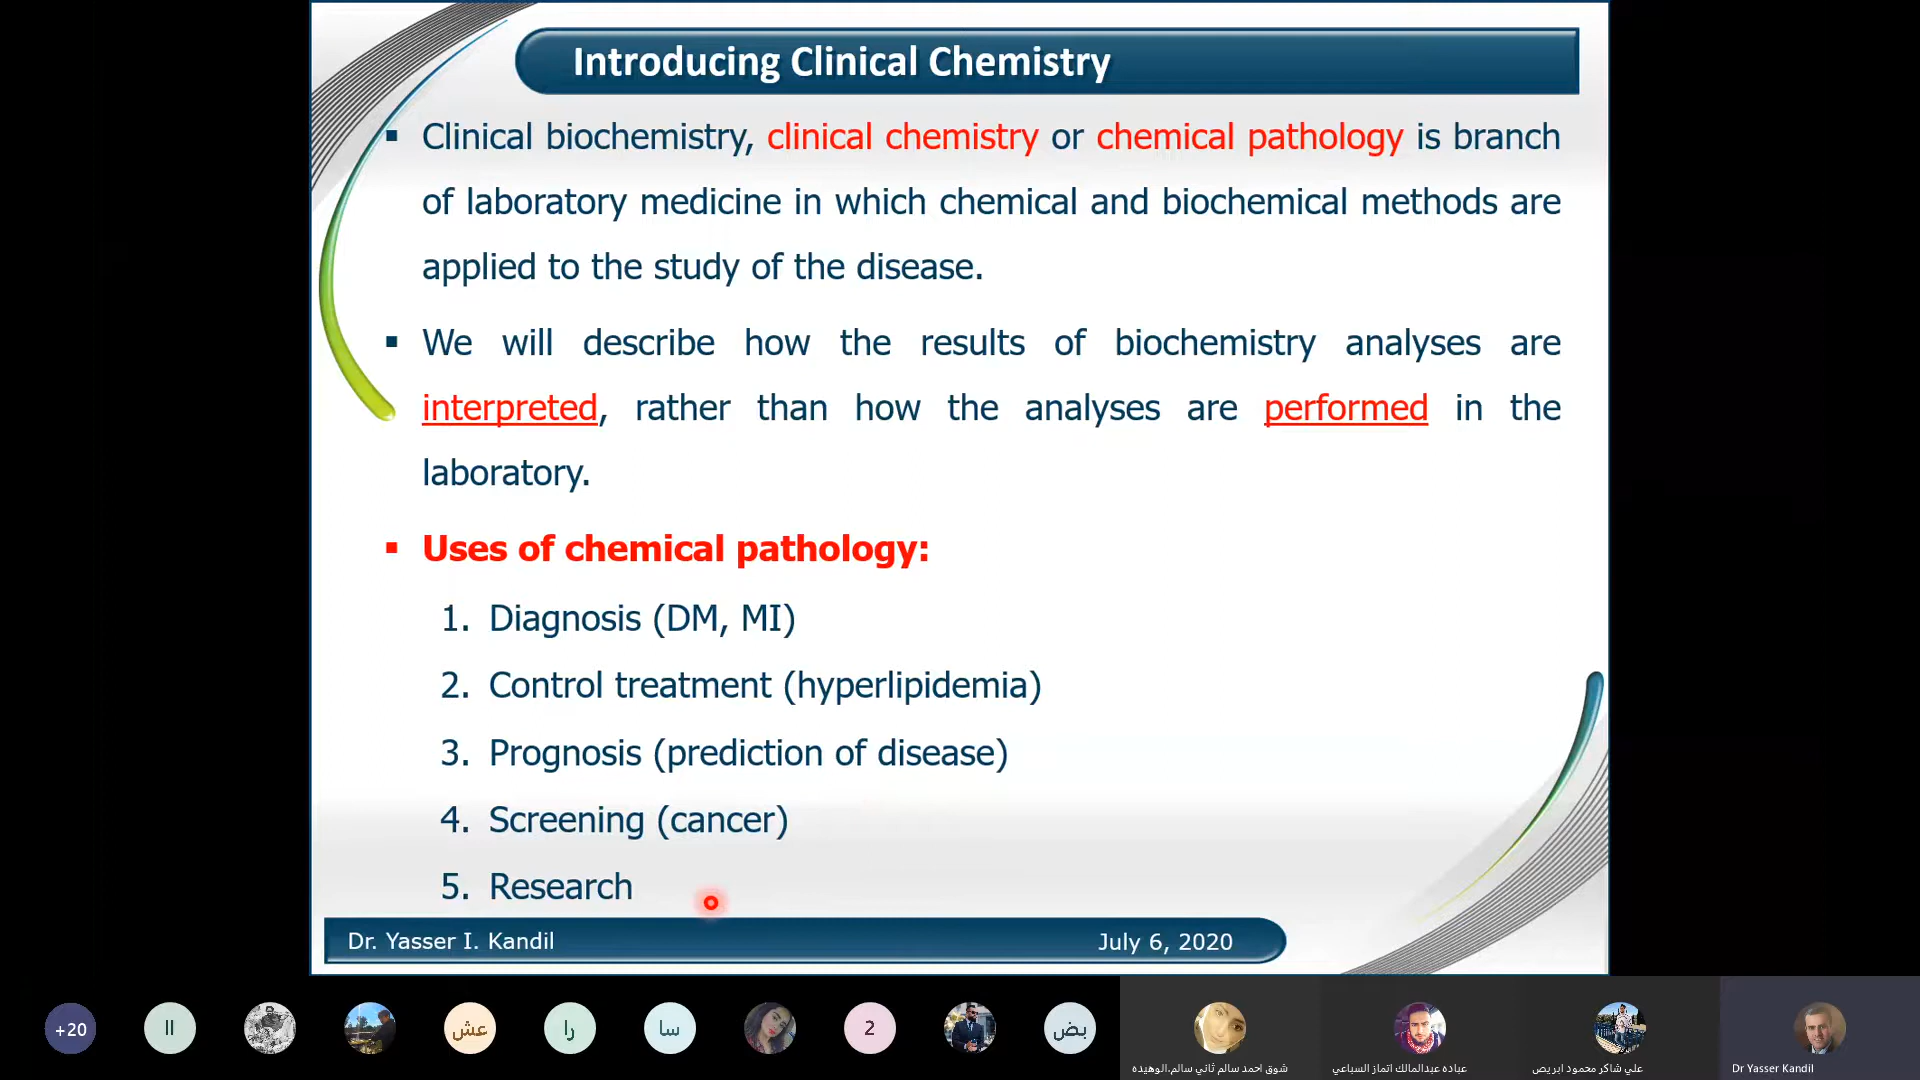 Introducing Clinical Chemistry
▪ Clinical biochemistry, clinical chemistry or chemical pathology is branch
of laboratory medicine in which chemical and biochemical methods are
applied to the study of the disease.
▪ We will describe how the results of biochemistry analyses are
interpreted, rather than how the analyses are performed in the
laboratory.
▪ Uses of chemical pathology:
1. Diagnosis (DM, MI)
2. Control treatment (hyperlipidemia)
3. Prognosis (prediction of disease)
4. Screening (cancer)
5. Research
Dr. Yasser I. Kandil
July 6, 2020
+20
اا
عش
را
سا
2
بض
شوق احمد سالم ثاني سالم.الوهيده
عباده عبدالمالك اتماز السباعي
علي شاكر محمود ابريص
Dr Yasser Kandil